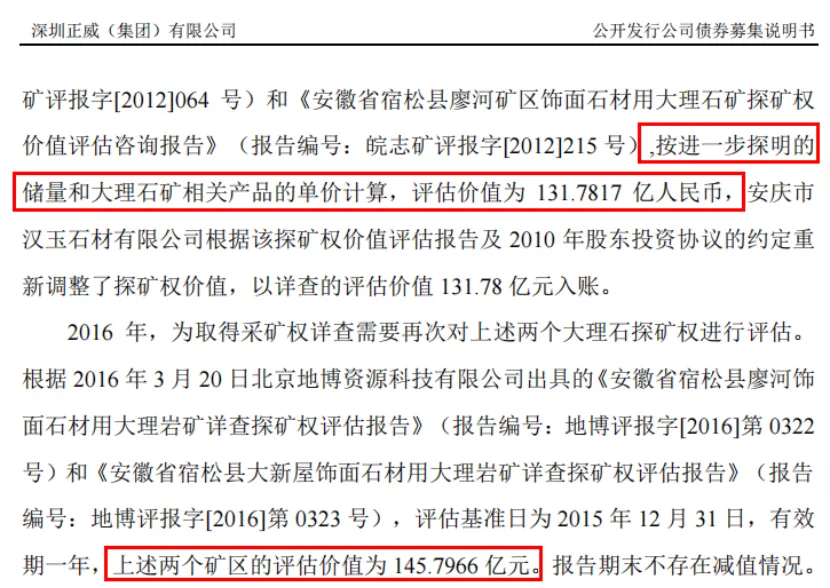 深圳正威（集团）有限公司 公开发行公司债券募集说明书
矿评报字[2012]064 号）和《安徽省宿松县廖河矿区饰面石材用大理石矿探矿权
价值评估咨询报告》（报告编号：皖志矿评报字[2012]215 号）,按进一步探明的
储量和大理石矿相关产品的单价计算，评估价值为 131.7817 亿人民币，安庆市
汉玉石材有限公司根据该探矿权价值评估报告及 2010 年股东投资协议的约定重
新调整了探矿权价值，以详查的评估价值 131.78 亿元入账。
2016 年，为取得采矿权详查需要再次对上述两个大理石探矿权进行评估。
根据 2016 年 3 月 20 日北京地博资源科技有限公司出具的《安徽省宿松县廖河饰
面石材用大理岩矿详查探矿权评估报告》（报告编号：地博评报字[2016]第 0322
号）和《安徽省宿松县大新屋饰面石材用大理岩矿详查探矿权评估报告》（报告
编号：地博评报字[2016]第 0323 号），评估基准日为 2015 年 12 月 31 日，有效
期一年，上述两个矿区的评估价值为 145.7966 亿元。报告期末不存在减值情况。